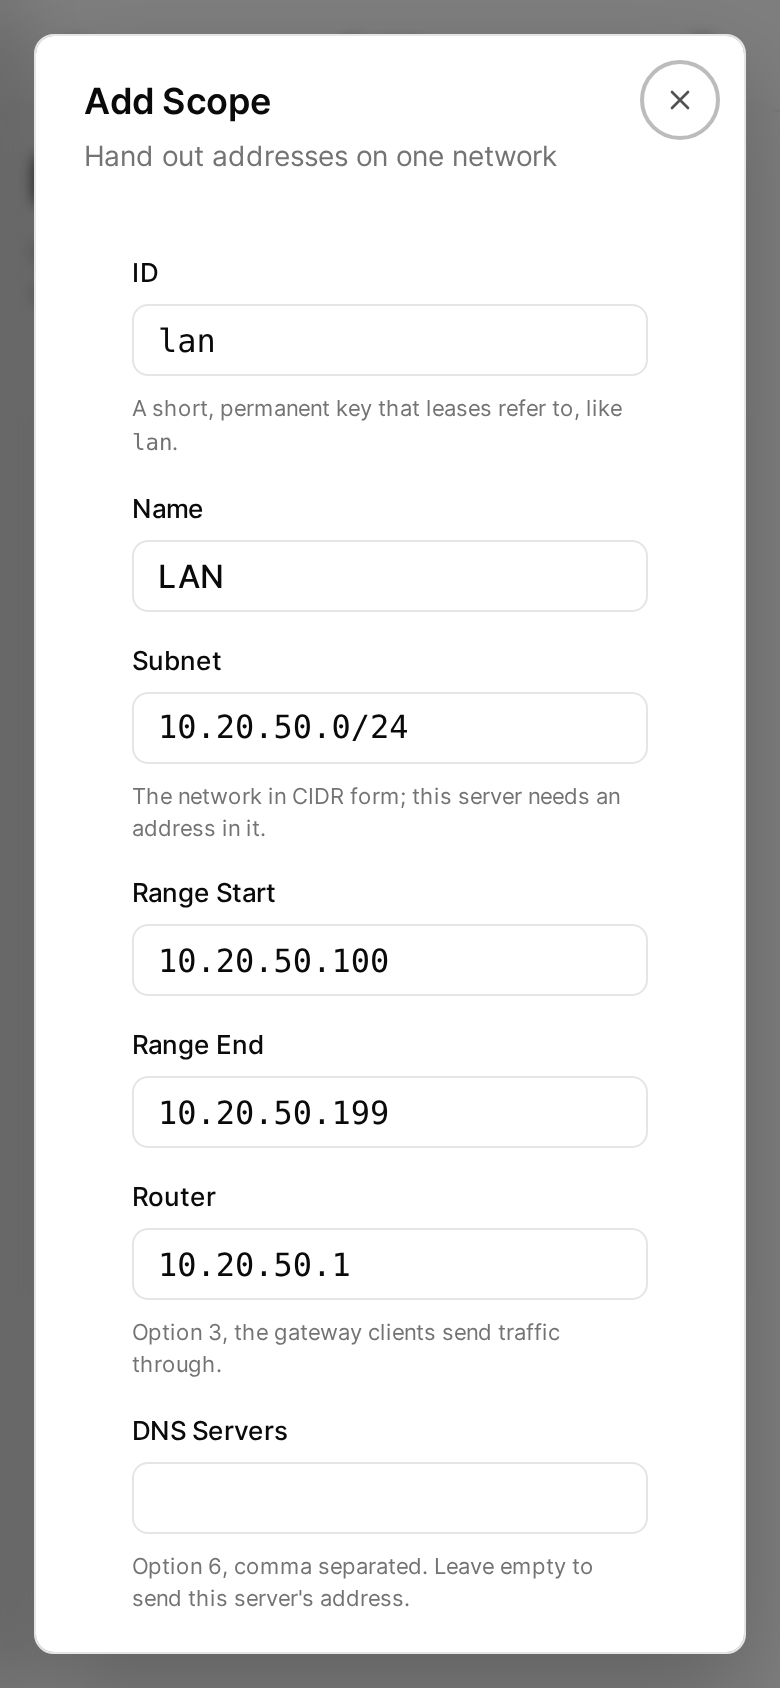 Add Scope
Hand out addresses on one network
ID
lan
A short, permanent key that leases refer to, like
lan.
Name
LAN
Subnet
10.20.50.0/24
The network in CIDR form; this server needs an
address in it.
Range Start
10.20.50.100
Range End
10.20.50.199
Router
10.20.50.1
Option 3, the gateway clients send traffic
through.
DNS Servers
Option 6, comma separated. Leave empty to
send this server's address.